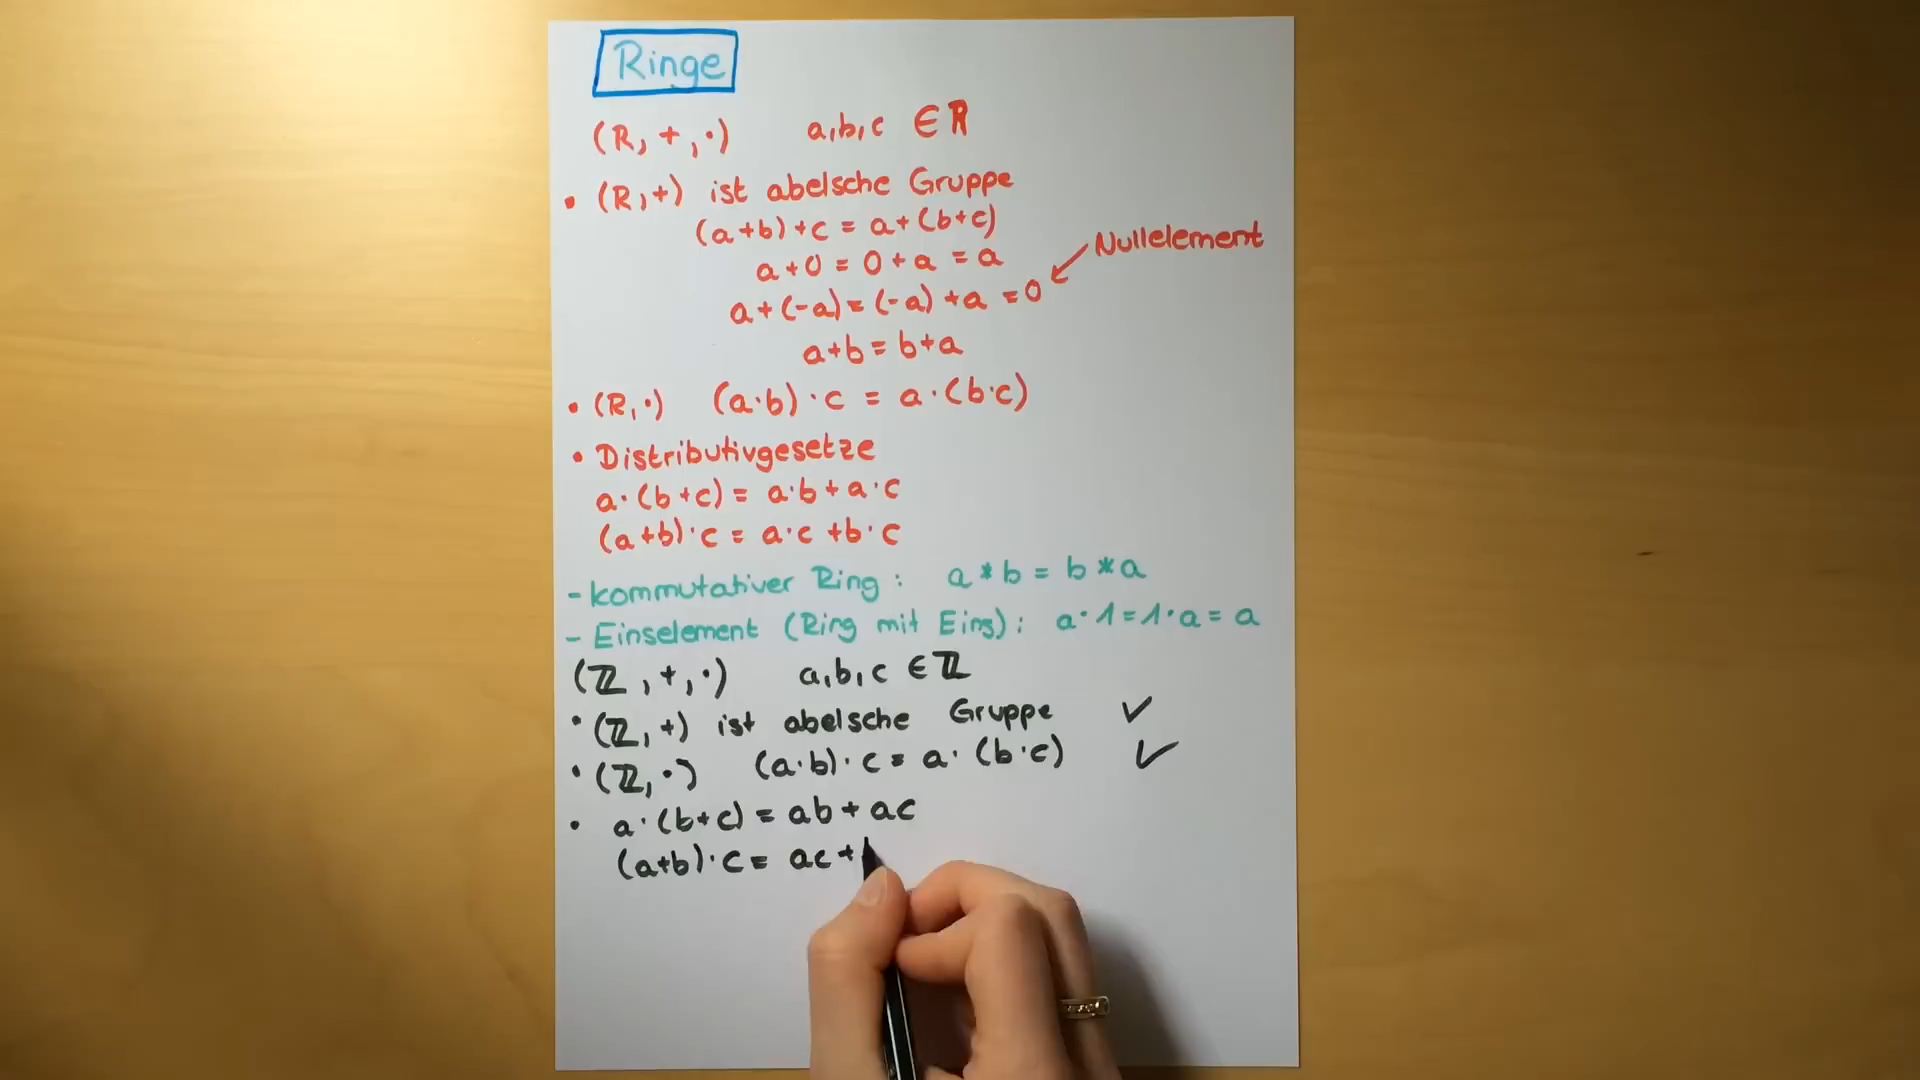 Ringe
(R, +, ·) a, b, c ∈ R
• (R, +) ist abelsche Gruppe
(a+b)+c = a+(b+c)
a+0 = 0+a = a
Nullelement
a+(-a) = (-a)+a = 0
a+b = b+a
• (R, ·) (a·b)·c = a·(b·c)
• Distributivgesetze
a·(b+c) = a·b+a·c
(a+b)·c = a·c+b·c
- kommutativer Ring: a*b = b*a
- Einselement (Ring mit Eins): a·1=1·a=a
(ℤ, +, ·) a, b, c ∈ ℤ
• (ℤ, +) ist abelsche Gruppe ✓
• (ℤ, ·) (a·b)·c = a·(b·c) ✓
• a·(b+c) = ab+ac
(a+b)·c = ac+